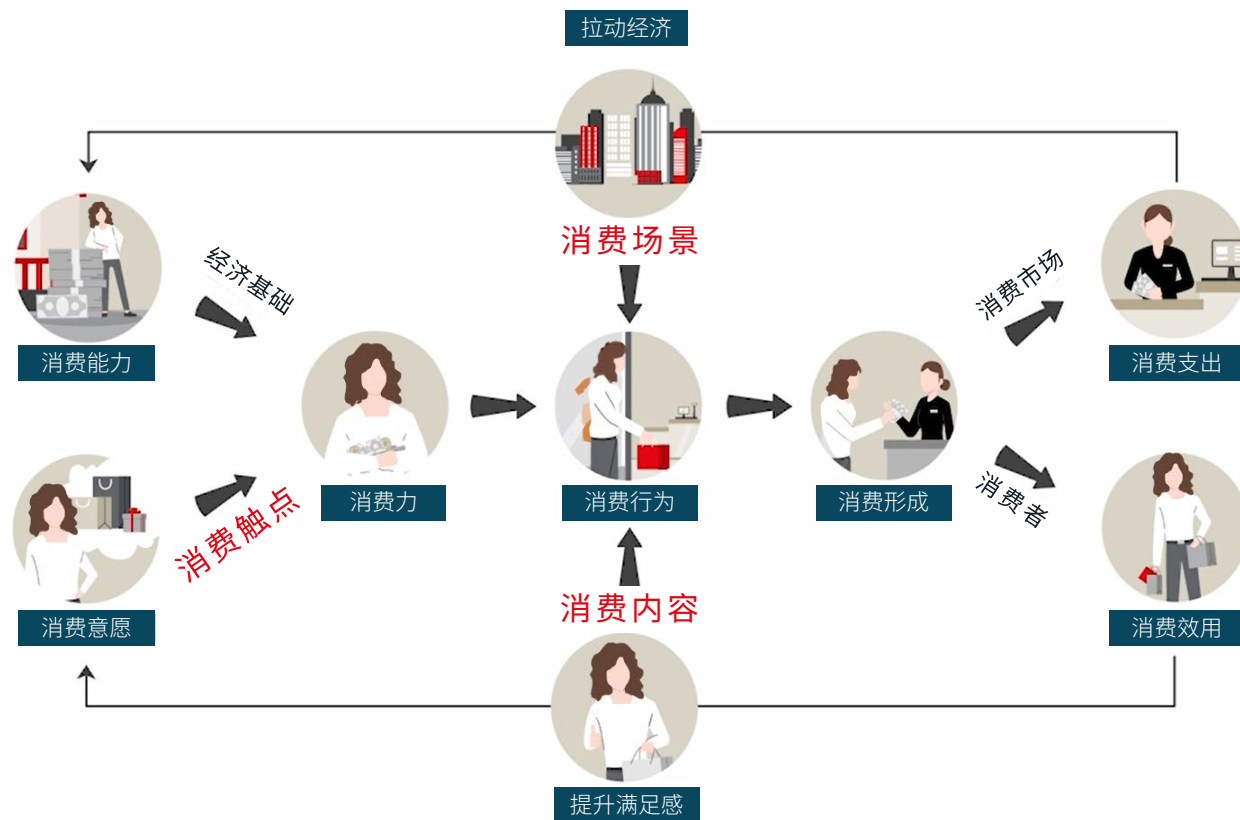 拉动经济
消费场景
经济基础
消费市场
消费能力
消费支出
消费力
消费行为
消费形成
消费触点
消费者
消费内容
消费意愿
消费效用
提升满足感